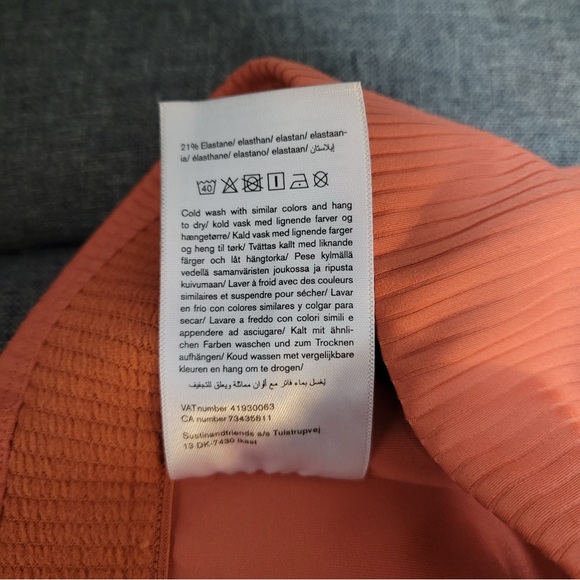 21% Elastane/ elasthan/ elastan/ elastaan-
ia/ élasthane/ elastano/ elastaan/ إيلاستان
40
Cold wash with similar colors and hang
to dry/ kold vask med lignende farver og
hængetørre/ Kald vask med lignende farger
og heng til tørk/ Tvättas kallt med liknande
färger och låt hängtorka/ Pese kylmällä
vedellä samanväristen joukossa ja ripusta
kuivumaan/ Laver à froid avec des couleurs
similaires et suspendre pour sécher/ Lavar
en frío con colores similares y colgar para
secar/ Lavare a freddo con colori simili e
appendere ad asciugare/ Kalt mit ähnli-
chen Farben waschen und zum Trocknen
aufhängen/ Koud wassen met vergelijkbare
kleuren en hang om te drogen/
يُغسل بماء فاتر مع ألوان مماثلة ويعلق للتجفيف
VAT number 41930063
CA number 73435811
Sustinandfriends a/s Tulstrupvej
13 DK-7430 Ikast